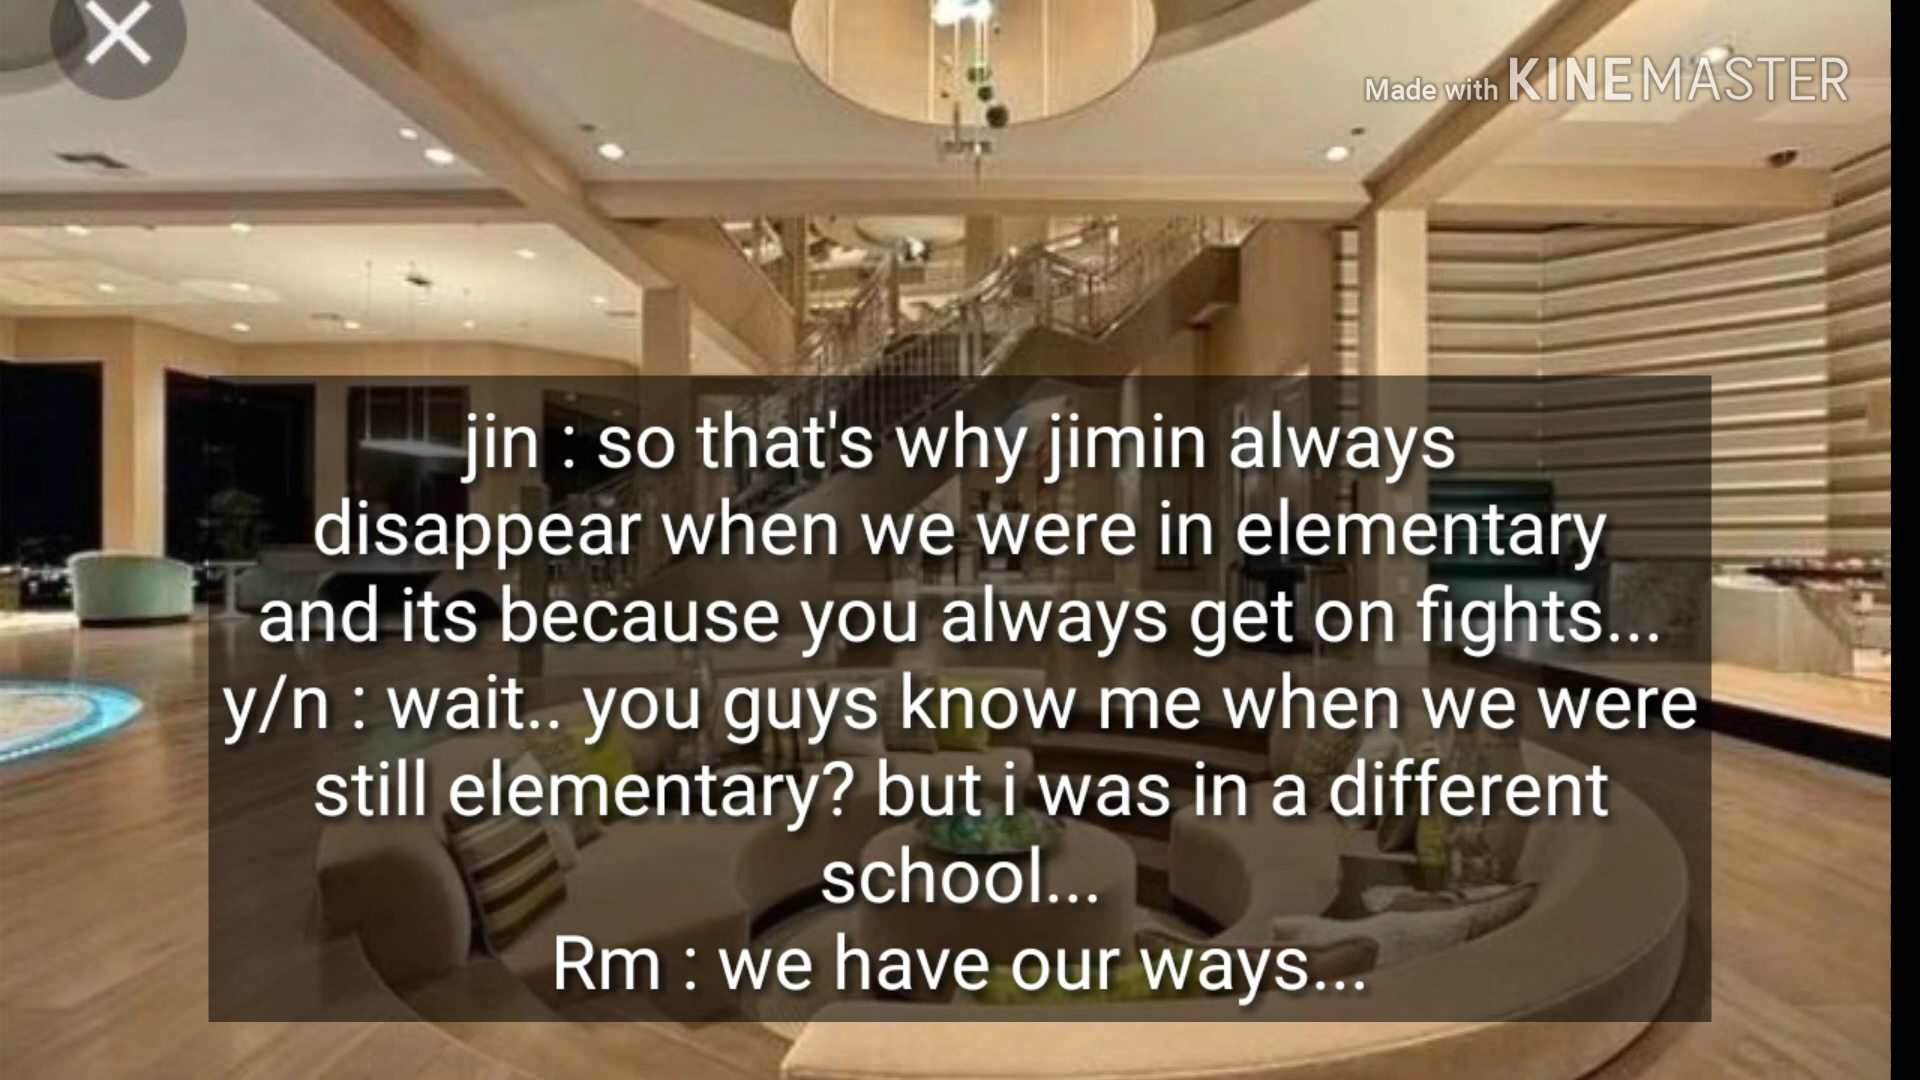 Made with KINEMASTER
jin : so that's why jimin always
disappear when we were in elementary
and its because you always get on fights...
y/n : wait.. you guys know me when we were
still elementary? but i was in a different
school...
Rm : we have our ways...